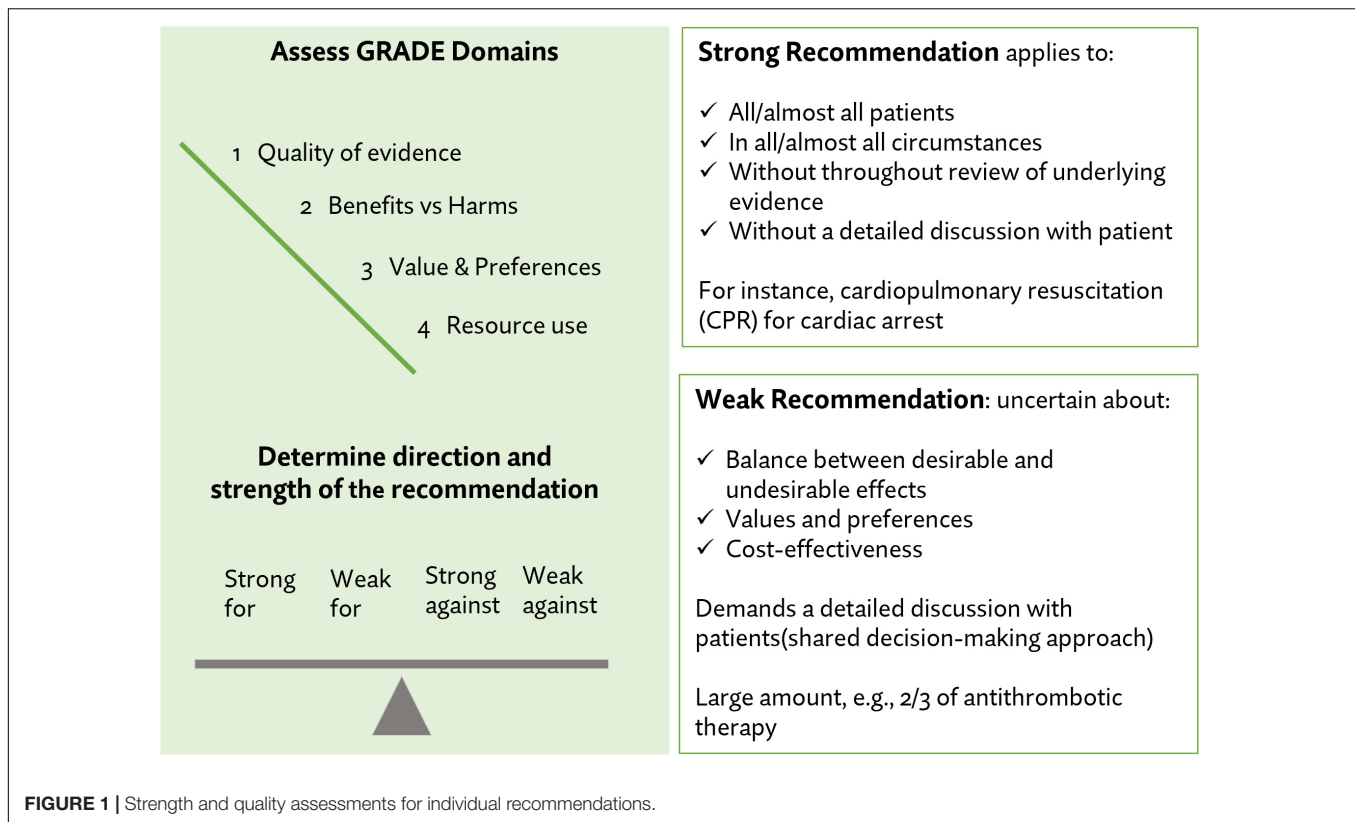 Assess GRADE Domains
1 Quality of evidence
2 Benefits vs Harms
3 Value & Preferences
4 Resource use
Determine direction and
strength of the recommendation
Strong
for
Weak
for
Strong
against
Weak
against
Strong Recommendation applies to:
✓ All/almost all patients
✓ In all/almost all circumstances
✓ Without throughout review of underlying
evidence
✓ Without a detailed discussion with patient
For instance, cardiopulmonary resuscitation
(CPR) for cardiac arrest
Weak Recommendation: uncertain about:
✓ Balance between desirable and
undesirable effects
✓ Values and preferences
✓ Cost-effectiveness
Demands a detailed discussion with
patients(shared decision-making approach)
Large amount, e.g., 2/3 of antithrombotic
therapy
FIGURE 1 | Strength and quality assessments for individual recommendations.